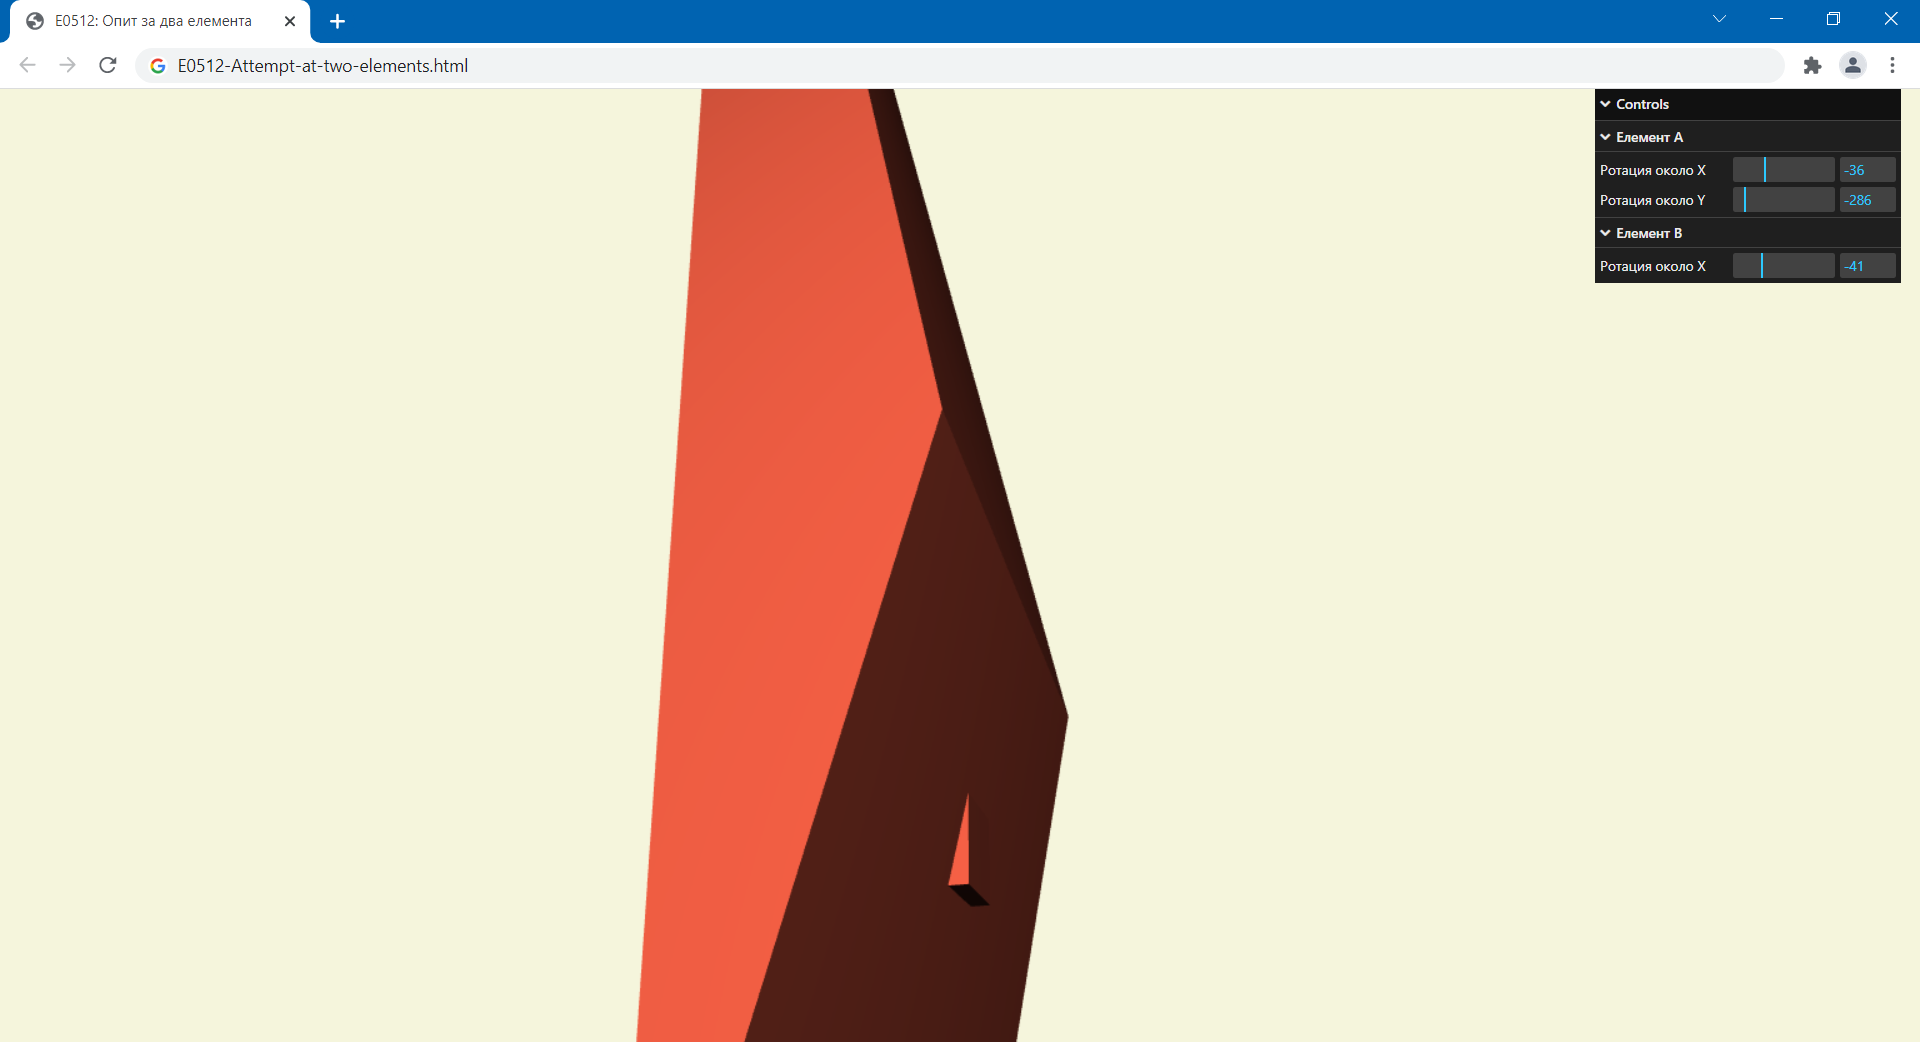 E0512: Опит за два елемента
E0512-Attempt-at-two-elements.html
Controls
Елемент A
Ротация около X -36
Ротация около Y -286
Елемент B
Ротация около X -41